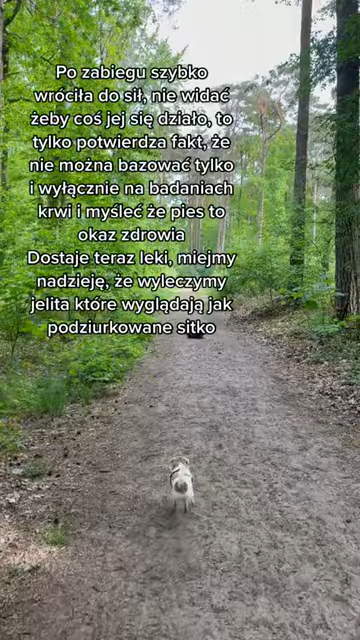 Po zabiegu szybko
wróciła do sił, nie widać
żeby coś jej się działo, to
tylko potwierdza fakt, że
nie można bazować tylko
i wyłącznie na badaniach
krwi i myśleć że pies to
okaz zdrowia
Dostaje teraz leki, miejmy
nadzieję, że wyleczymy
jelita które wyglądają jak
podziurkowane sitko